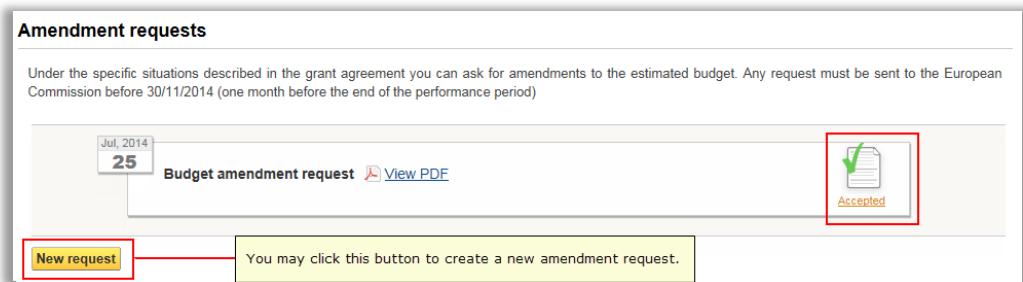 Amendment requests
Under the specific situations described in the grant agreement you can ask for amendments to the estimated budget. Any request must be sent to the European
Commission before 30/11/2014 (one month before the end of the performance period)
Jul, 2014
25
Budget amendment request View PDF
Accepted
New request
You may click this button to create a new amendment request.